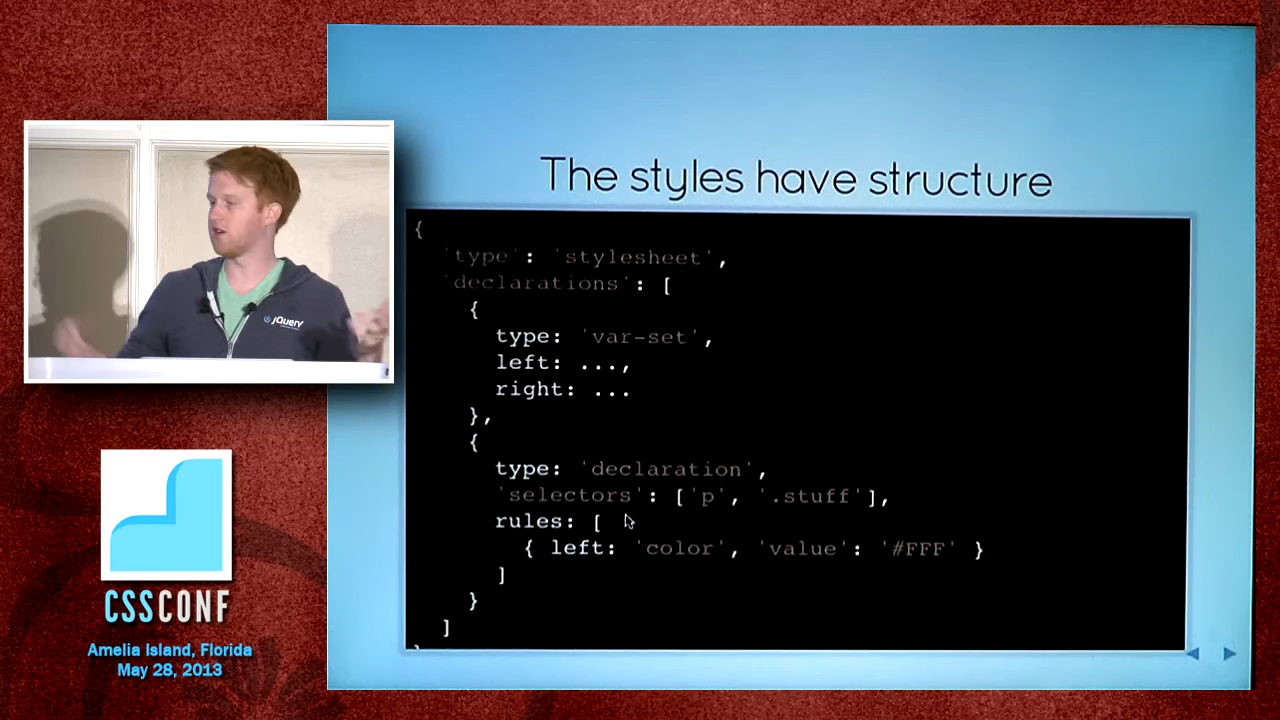 The styles have structure
{
'type': 'stylesheet',
'declarations': [
{
type: 'var-set',
left: ...,
right: ...
},
{
type: 'declaration',
'selectors': ['p', '.stuff'],
rules: [
{ left: 'color', 'value': '#FFF' }
]
}
]
}
jQuery
CSSCONF
Amelia Island, Florida
May 28, 2013